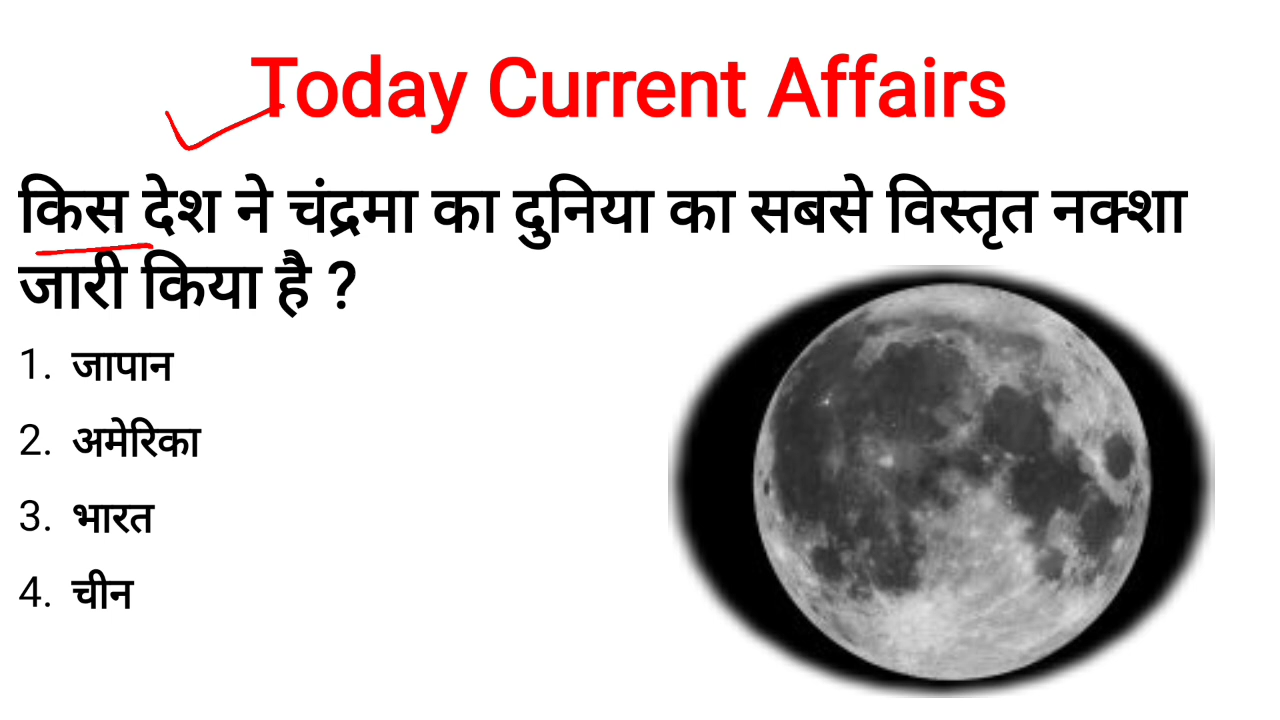 Today Current Affairs
किस देश ने चंद्रमा का दुनिया का सबसे विस्तृत नक्शा
जारी किया है ?
1. जापान
2. अमेरिका
3. भारत
4. चीन